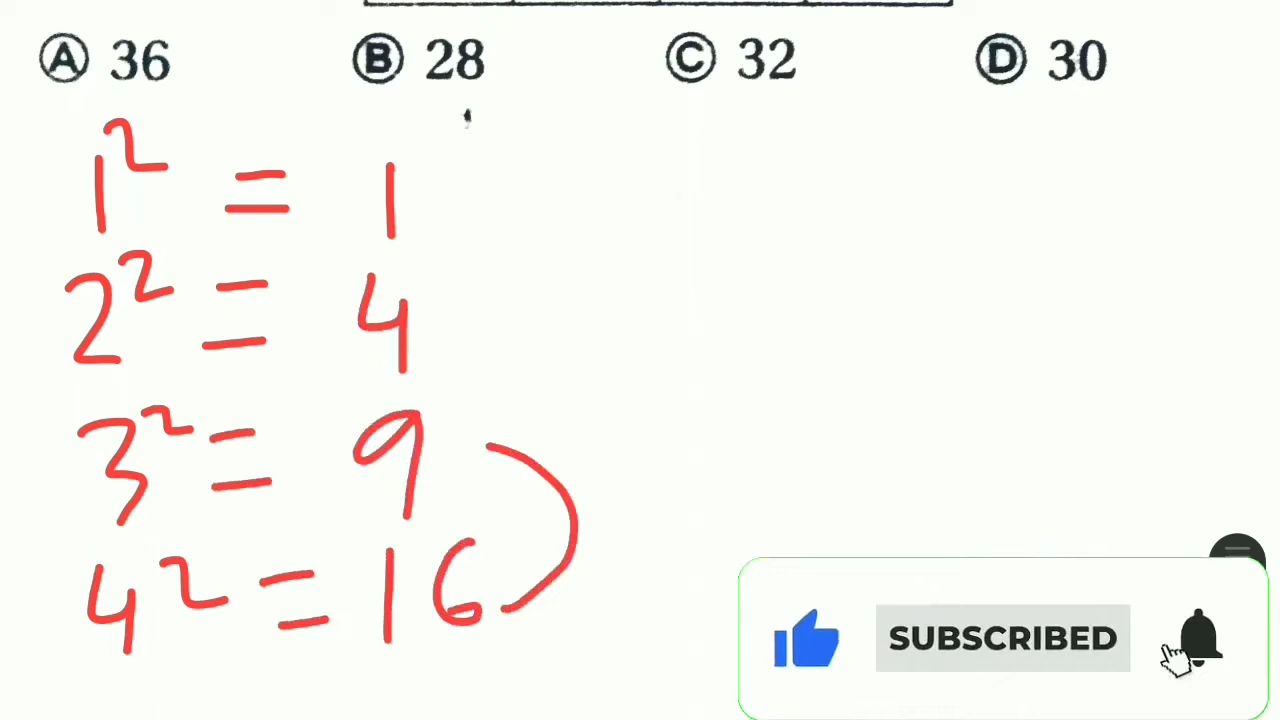 Ⓐ 36 Ⓑ 28 Ⓒ 32 Ⓓ 30
1² = 1
2² = 4
3² = 9
4² = 16
SUBSCRIBED